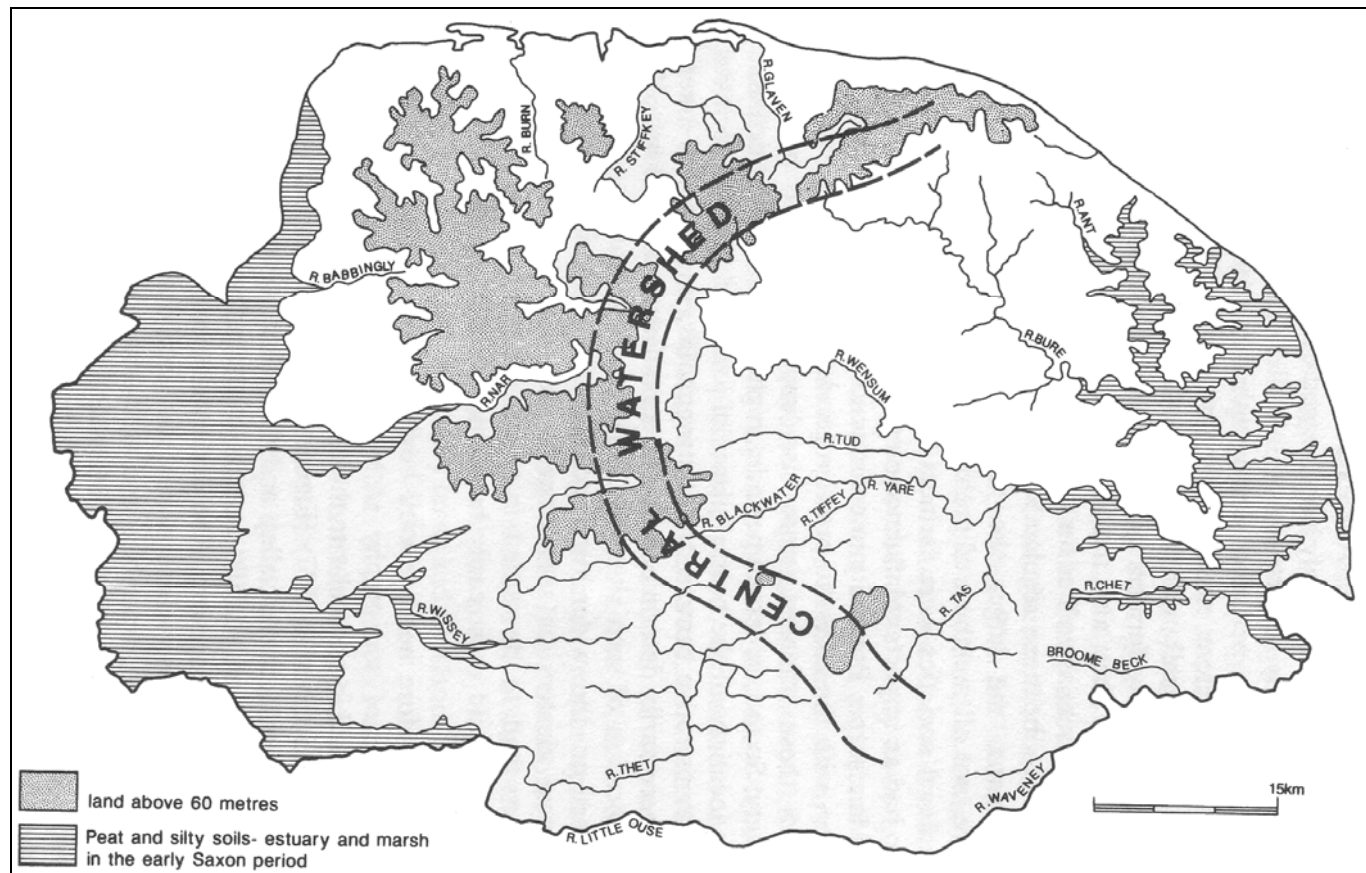 R. BURN
R. STIFFKEY
R. GLAVEN
R. ANT
R. BABBINGLY
R. BURE
R. NAR
R. WENSUM
R. TUD
R. BLACKWATER
R. TIFFEY
R. YARE
CENTRAL WATERSHED
R. WISSEY
R. TAS
R. CHET
BROOME BECK
R. THET
R. WAVENEY
R. LITTLE OUSE
15km
land above 60 metres
Peat and silty soils- estuary and marsh
in the early Saxon period